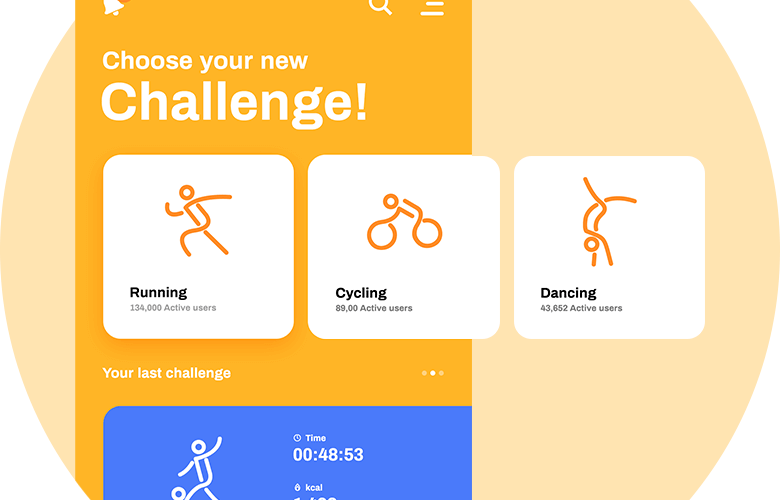 Choose your new
Challenge!
Running
134,000 Active users
Cycling
89,00 Active users
Dancing
43,652 Active users
Your last challenge
Time
00:48:53
kcal